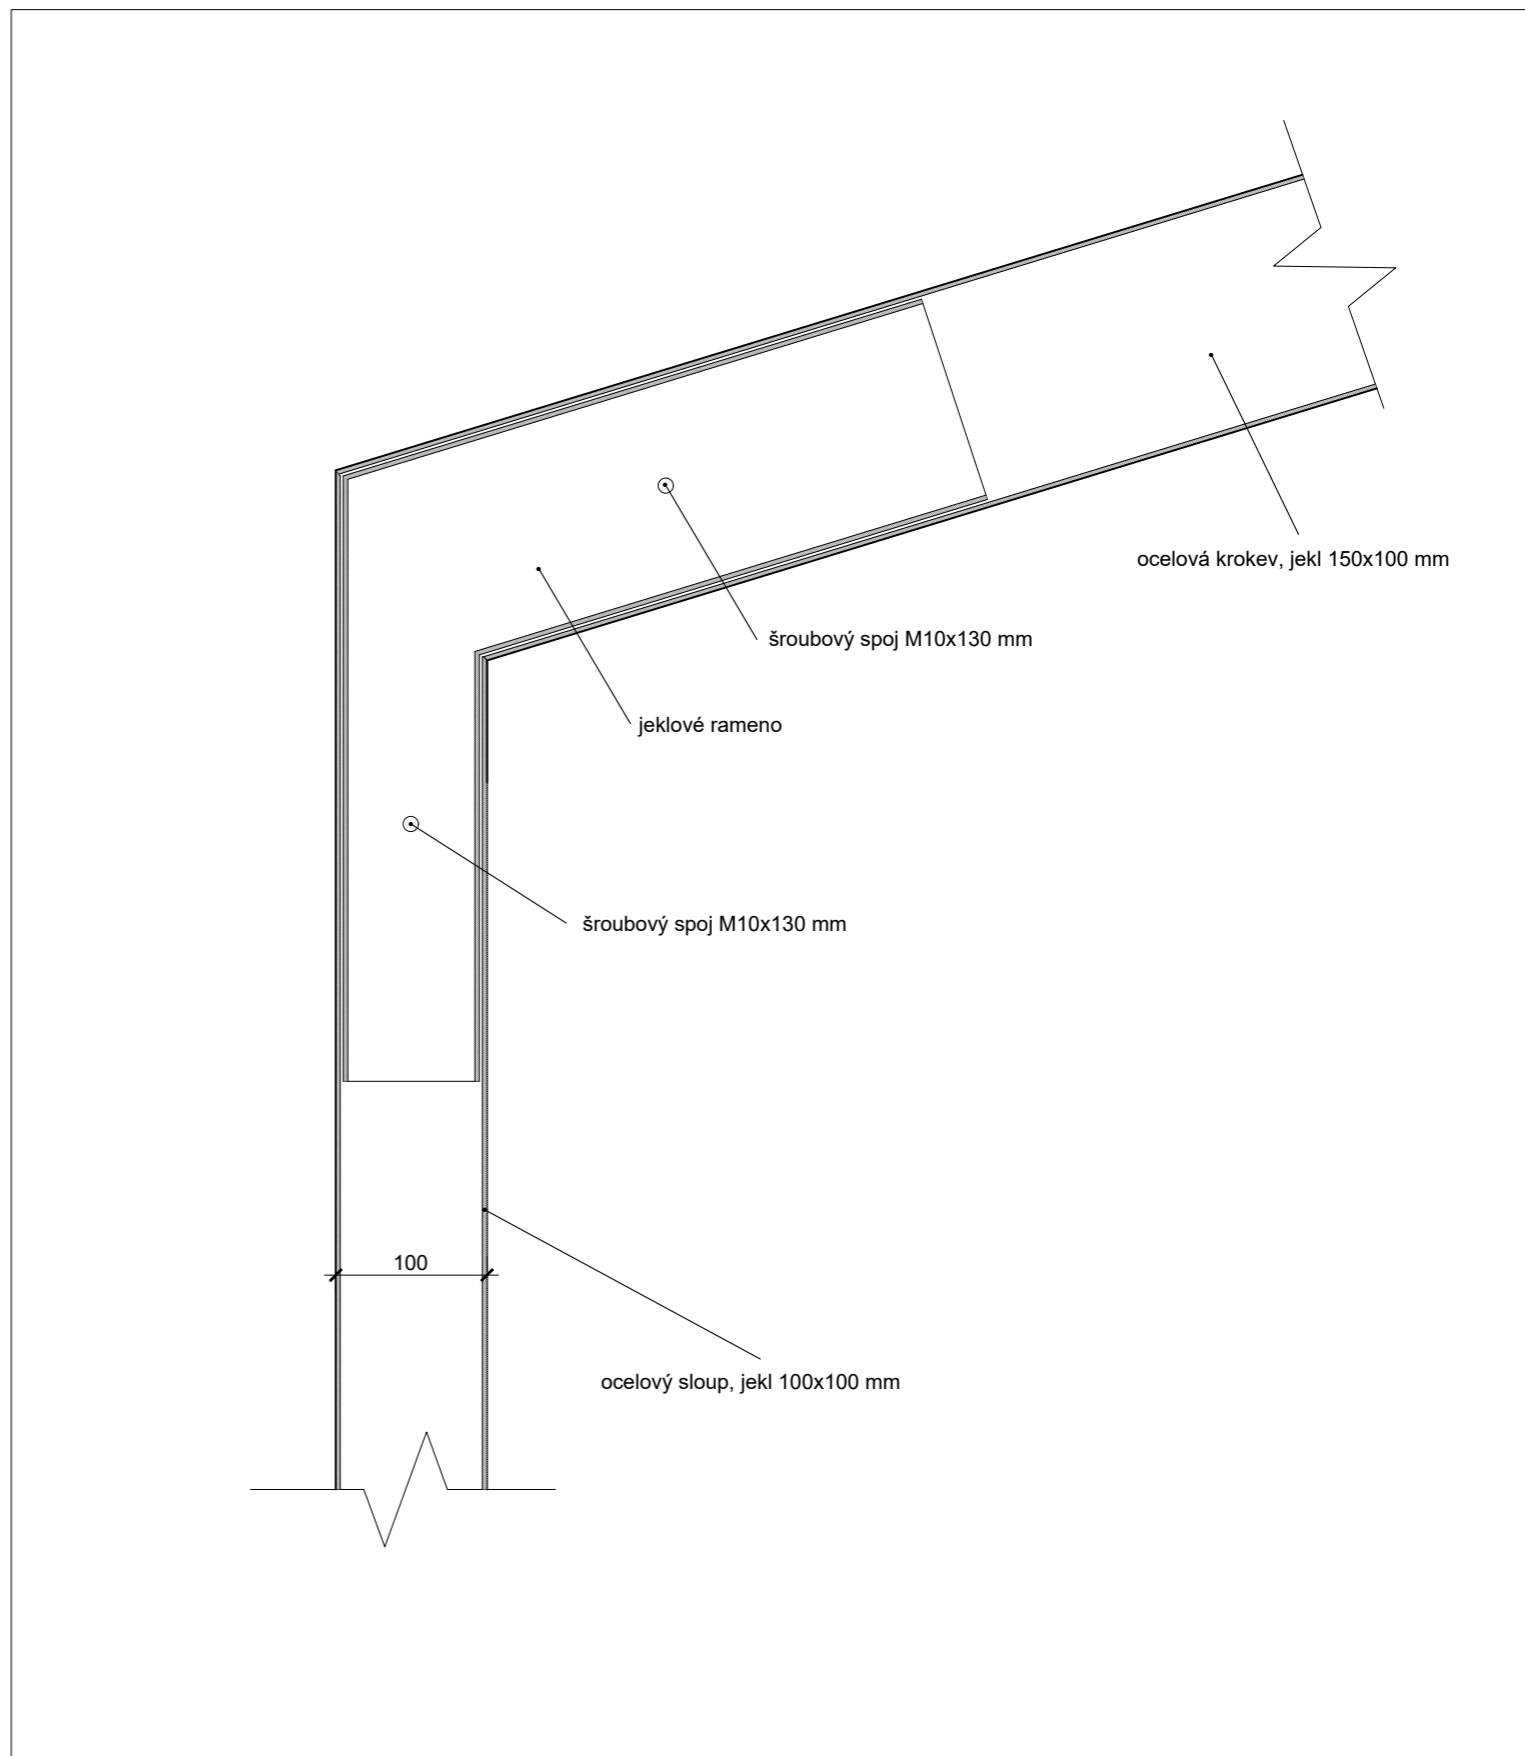 ocelová krokev, jekl 150x100 mm
šroubový spoj M10x130 mm
jeklové rameno
šroubový spoj M10x130 mm
100
ocelový sloup, jekl 100x100 mm